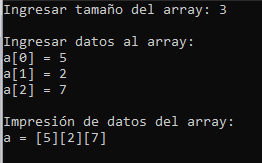 Ingresar tamaño del array: 3
Ingresar datos al array:
a[0] = 5
a[1] = 2
a[2] = 7
Impresión de datos del array:
a = [5][2][7]